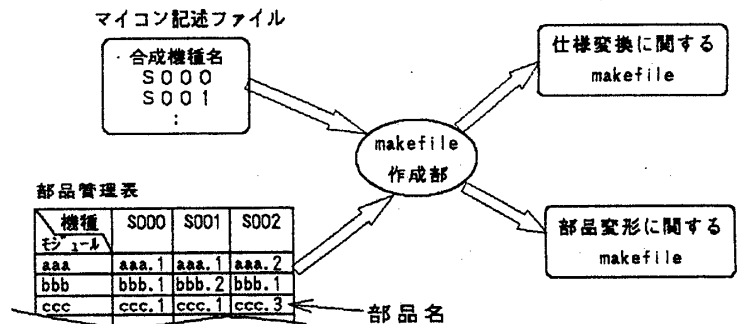 マイコン記述ファイル
合成機種名
S000
S001
:
仕様変換に関する
makefile
makefile
作成部
部品変形に関する
makefile
部品管理表
機種 S000 S001 S002
モジュール
aaa aaa.1 aaa.1 aaa.2
bbb bbb.1 bbb.2 bbb.1
ccc ccc.1 ccc.1 ccc.3
部品名